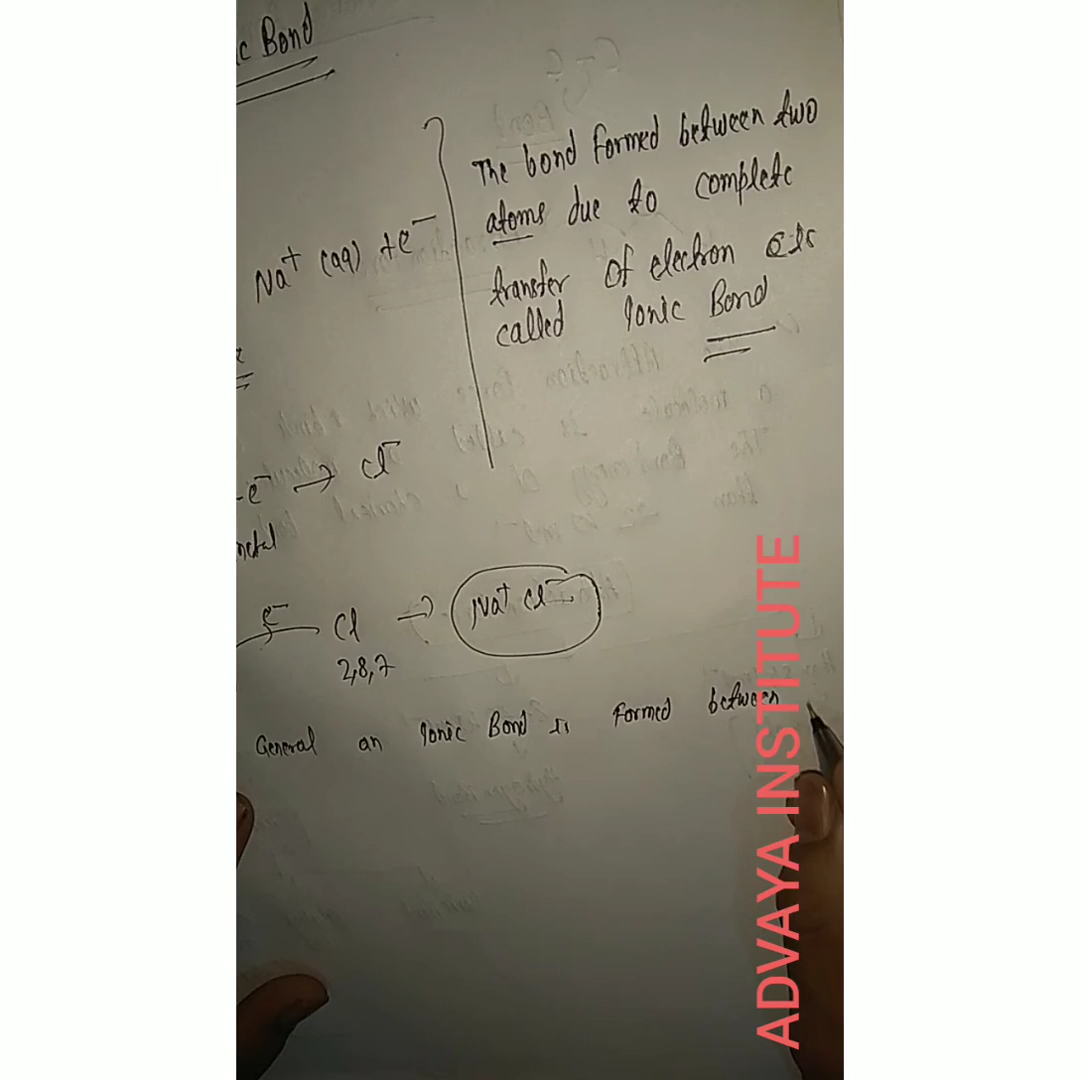 c Bond
Na⁺ (aq) + e⁻
The bond formed between two
atoms due to complete
transfer of electron is
called Ionic Bond
e⁻ → Cl⁻
metal
e⁻
Cl → Na⁺ Cl⁻
2,8,7
General an Ionic Bond is formed between
ADVAYA INSTITUTE